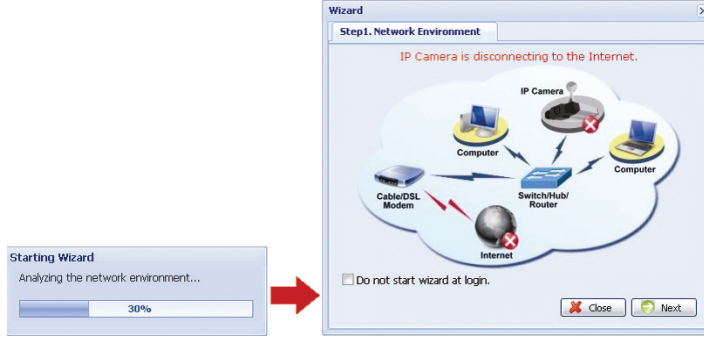 Starting Wizard
Analyzing the network environment...
30%
Wizard
Step1. Network Environment
IP Camera is disconnecting to the Internet.
IP Camera
Computer
Computer
Cable/DSL
Modem
Switch/Hub/
Router
Internet
Do not start wizard at login.
Close
Next